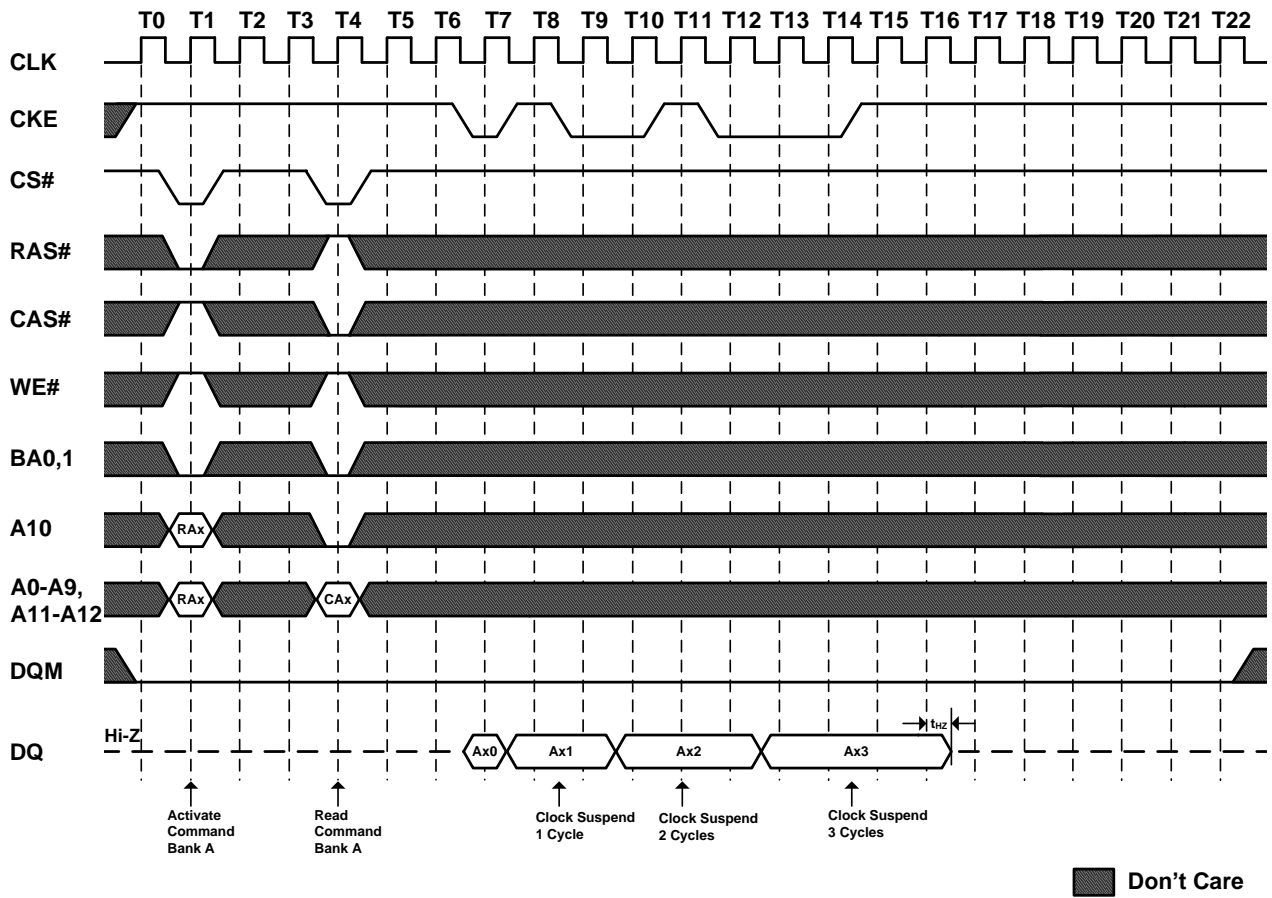 T0 T1 T2 T3 T4 T5 T6 T7 T8 T9 T10 T11 T12 T13 T14 T15 T16 T17 T18 T19 T20 T21 T22
CLK
CKE
CS#
RAS#
CAS#
WE#
BA0,1
A10
RAx
A0-A9,
A11-A12
RAx
CAx
DQM
Hi-Z
tHZ
DQ
Ax0
Ax1
Ax2
Ax3
Activate
Command
Bank A
Read
Command
Bank A
Clock Suspend
1 Cycle
Clock Suspend
2 Cycles
Clock Suspend
3 Cycles
Don't Care